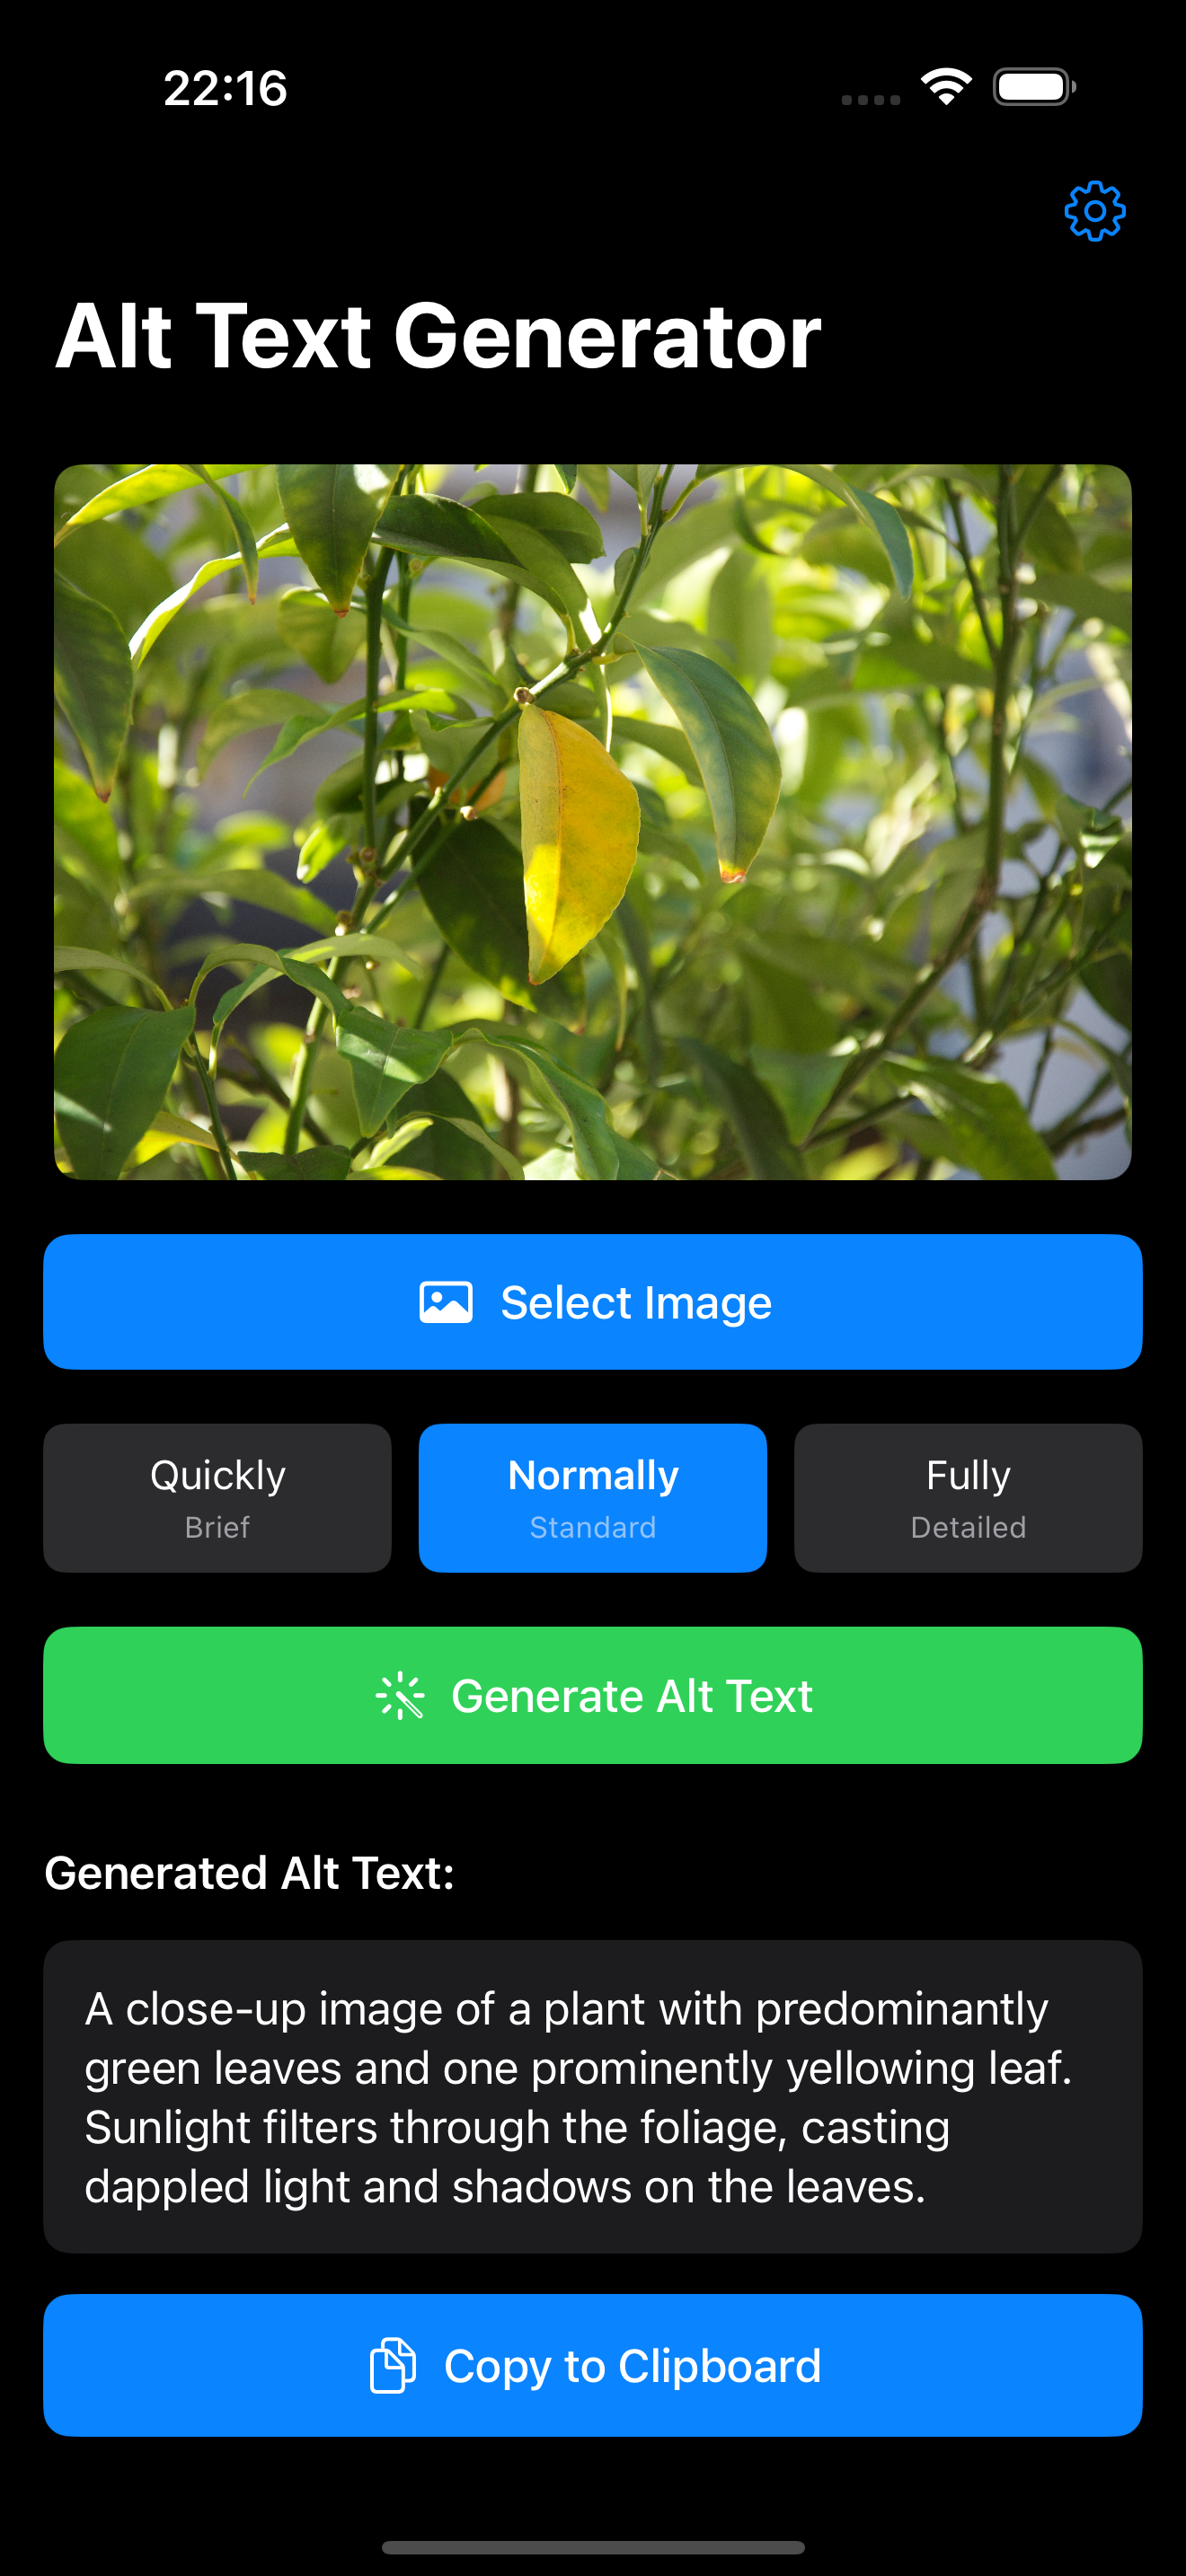 22:16
Alt Text Generator
Select Image
Quickly
Brief
Normally
Standard
Fully
Detailed
Generate Alt Text
Generated Alt Text:
A close-up image of a plant with predominantly
green leaves and one prominently yellowing leaf.
Sunlight filters through the foliage, casting
dappled light and shadows on the leaves.
Copy to Clipboard